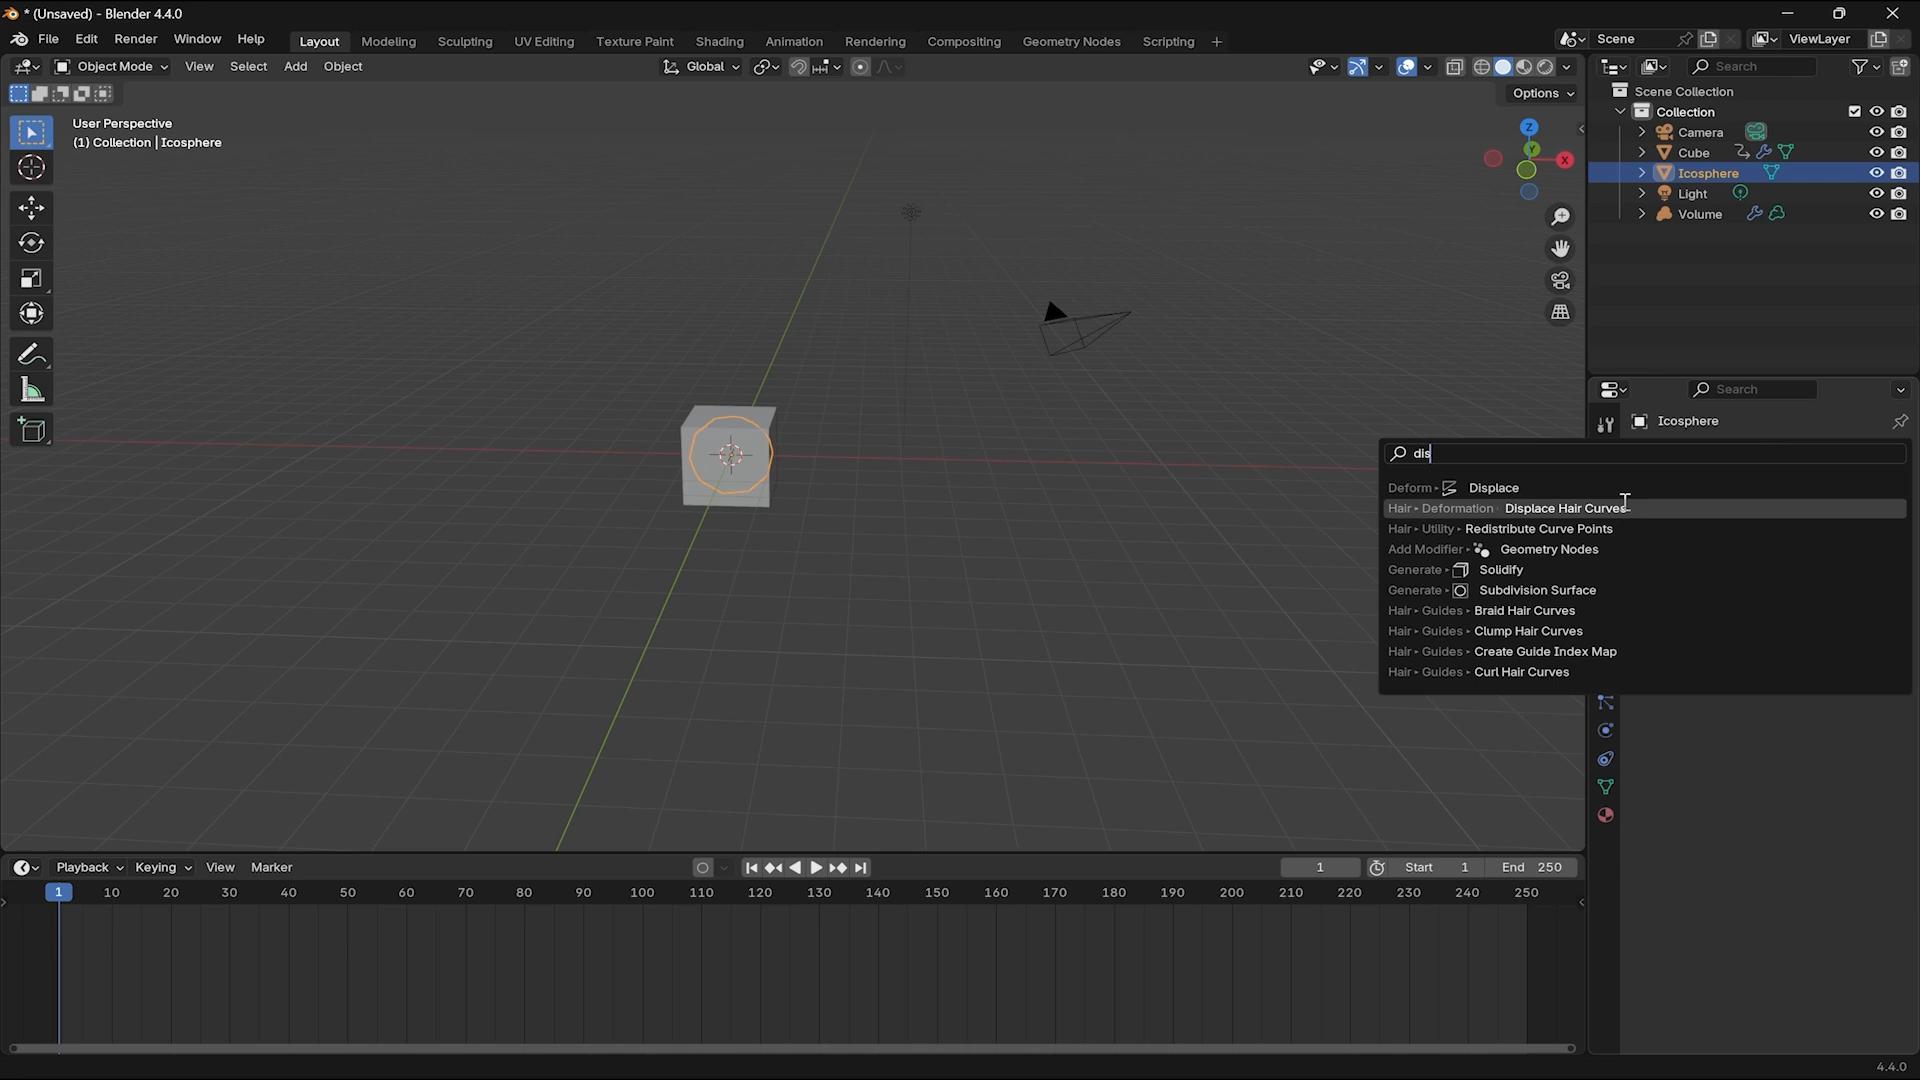 * (Unsaved) - Blender 4.4.0
File Edit Render Window Help Layout Modeling Sculpting UV Editing Texture Paint Shading Animation Rendering Compositing Geometry Nodes Scripting + Scene ViewLayer
Object Mode View Select Add Object Global Search
Options
User Perspective
(1) Collection | Icosphere
Z
Y
X
Scene Collection
Collection
Camera
Cube
Icosphere
Light
Volume
Search
Icosphere
dis
Deform Displace
Hair Deformation Displace Hair Curves
Hair Utility Redistribute Curve Points
Add Modifier Geometry Nodes
Generate Solidify
Generate Subdivision Surface
Hair Guides Braid Hair Curves
Hair Guides Clump Hair Curves
Hair Guides Create Guide Index Map
Hair Guides Curl Hair Curves
Playback Keying View Marker 1 Start 1 End 250
1 10 20 30 40 50 60 70 80 90 100 110 120 130 140 150 160 170 180 190 200 210 220 230 240 250
4.4.0